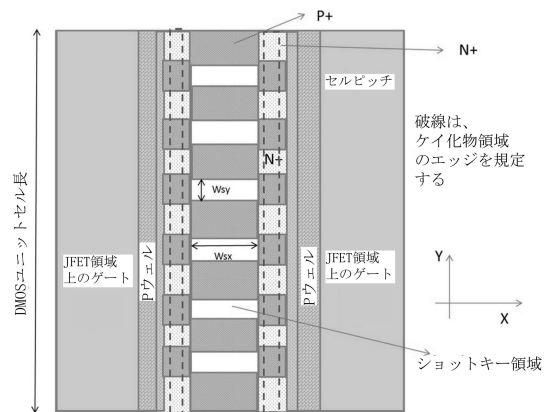 P+
N+
セルピッチ
破線は、
ケイ化物領域
のエッジを規定
する
N+
Wsy
Wsx
DMOSユニットセル長
JFET領域
上のゲート
Pウェル
Pウェル
JFET領域
上のゲート
Y
X
ショットキー領域